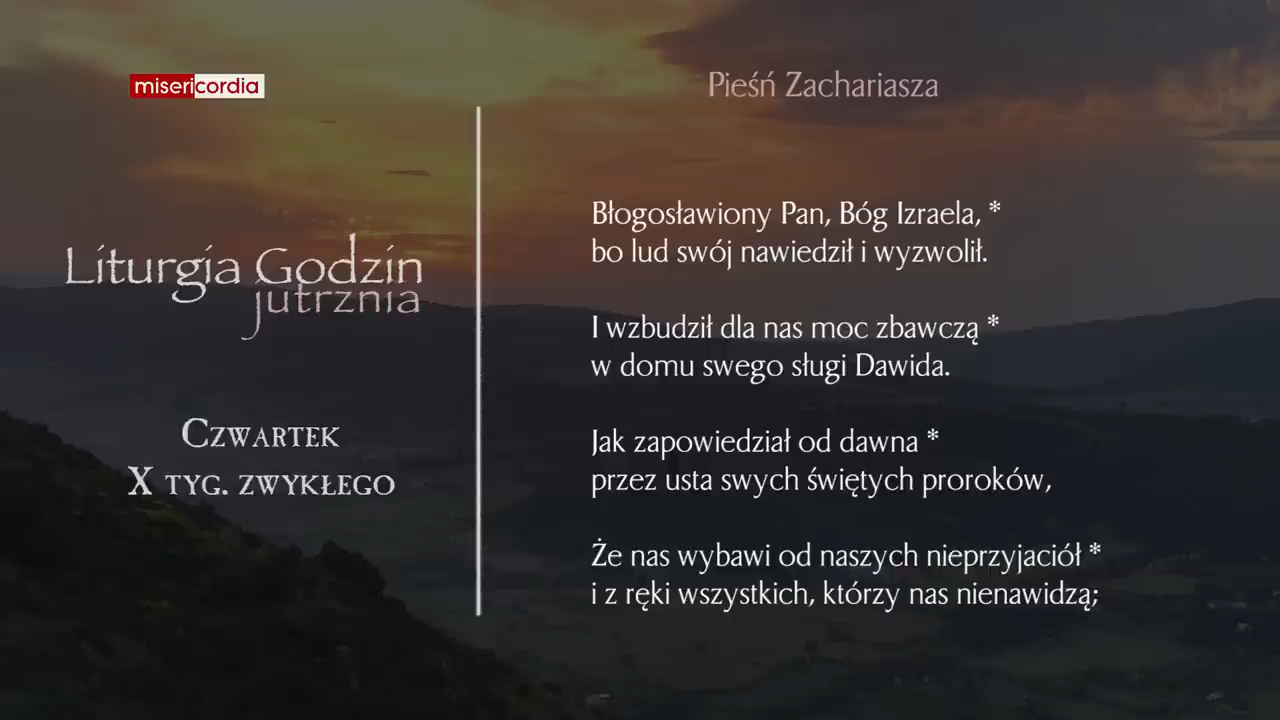 misericordia
Liturgia Godzin
jutrznia
Czwartek
X tyg. zwykłego
Pieśń Zachariasza
Błogosławiony Pan, Bóg Izraela, *
bo lud swój nawiedził i wyzwolił.
I wzbudził dla nas moc zbawczą *
w domu swego sługi Dawida.
Jak zapowiedział od dawna *
przez usta swych świętych proroków,
Że nas wybawi od naszych nieprzyjaciół *
i z ręki wszystkich, którzy nas nienawidzą;